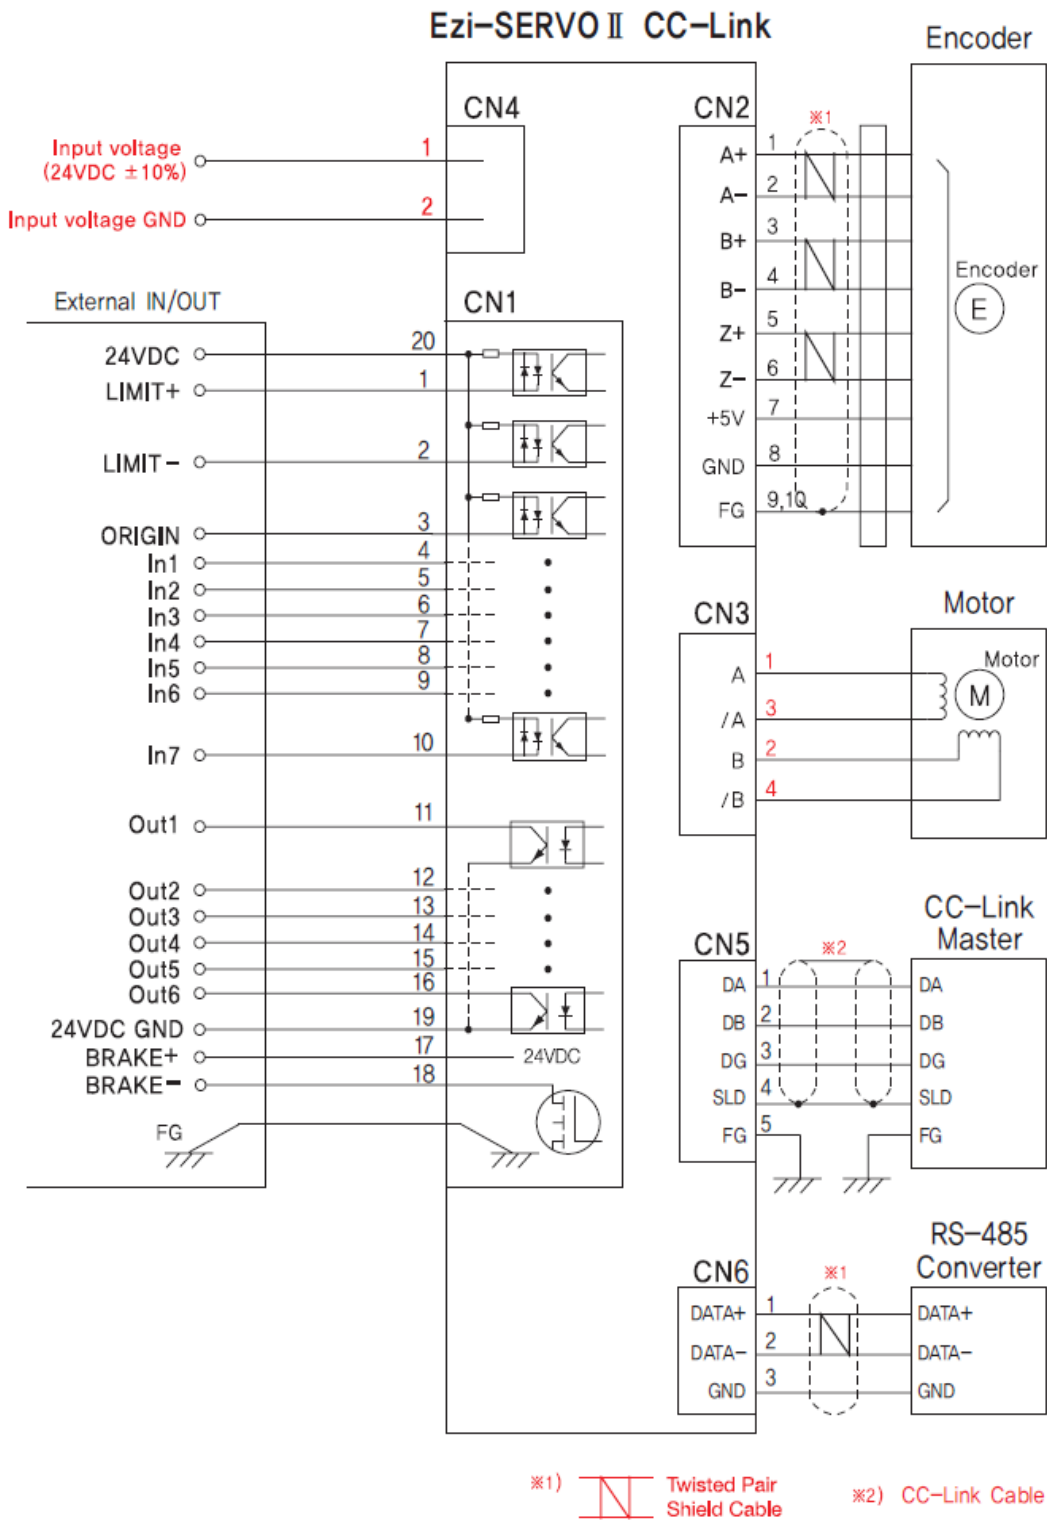 Ezi-SERVO Ⅱ CC-Link
Encoder
CN4
Input voltage
(24VDC ±10%)
1
Input voltage GND
2
CN2
※1
A+ 1
A- 2
B+ 3
B- 4
Z+ 5
Z- 6
+5V 7
GND 8
FG 9,10
Encoder
E
External IN/OUT
CN1
24VDC 20
LIMIT+ 1
LIMIT- 2
ORIGIN 3
In1 4
In2 5
In3 6
In4 7
In5 8
In6 9
In7 10
Out1 11
Out2 12
Out3 13
Out4 14
Out5 15
Out6 16
24VDC GND 19
BRAKE+ 17 24VDC
BRAKE- 18
FG
CN3
Motor
Motor
M
A 1
/A 3
B 2
/B 4
CN5
※2
CC-Link
Master
DA 1 DA
DB 2 DB
DG 3 DG
SLD 4 SLD
FG 5 FG
CN6
※1
RS-485
Converter
DATA+ 1 DATA+
DATA- 2 DATA-
GND 3 GND
※1) Twisted Pair
Shield Cable
※2) CC-Link Cable